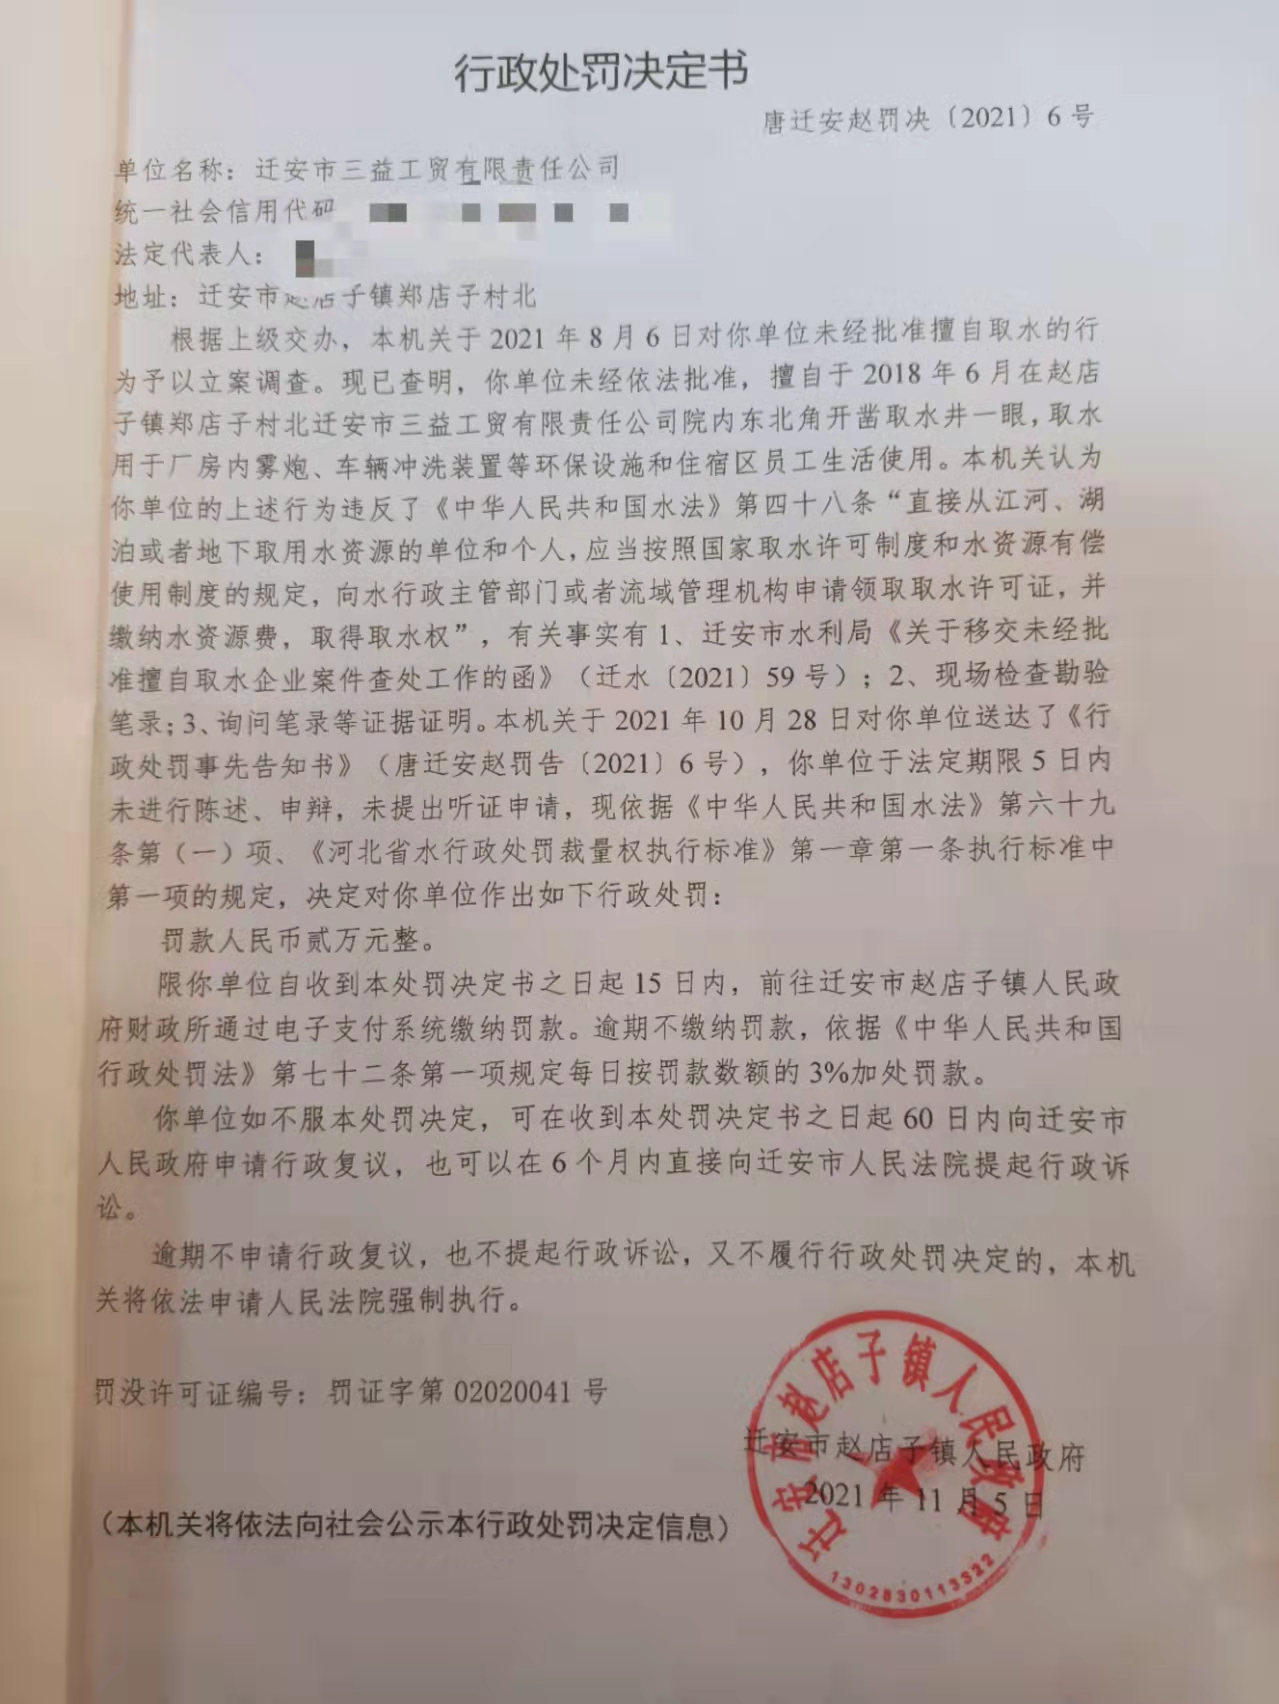 行政处罚决定书
唐迁安赵罚决〔2021〕6号
单位名称：迁安市三益工贸有限责任公司
统一社会信用代码
法定代表人：
地址：迁安市赵店子镇郑店子村北
根据上级交办，本机关于2021年8月6日对你单位未经批准擅自取水的行
为予以立案调查。现已查明，你单位未经依法批准，擅自于2018年6月在赵店
子镇郑店子村北迁安市三益工贸有限责任公司院内东北角开凿取水井一眼，取水
用于厂房内雾炮、车辆冲洗装置等环保设施和住宿区员工生活使用。本机关认为
你单位的上述行为违反了《中华人民共和国水法》第四十八条“直接从江河、湖
泊或者地下取用水资源的单位和个人，应当按照国家取水许可制度和水资源有偿
使用制度的规定，向水行政主管部门或者流域管理机构申请领取取水许可证，并
缴纳水资源费，取得取水权”，有关事实有1、迁安市水利局《关于移交未经批
准擅自取水企业案件查处工作的函》（迁水〔2021〕59号）；2、现场检查勘验
笔录；3、询问笔录等证据证明。本机关于2021年10月28日对你单位送达了《行
政处罚事先告知书》（唐迁安赵罚告〔2021〕6号），你单位于法定期限5日内
未进行陈述、申辩，未提出听证申请，现依据《中华人民共和国水法》第六十九
条第（一）项、《河北省水行政处罚裁量权执行标准》第一章第一条执行标准中
第一项的规定，决定对你单位作出如下行政处罚：
罚款人民币贰万元整。
限你单位自收到本处罚决定书之日起15日内，前往迁安市赵店子镇人民政
府财政所通过电子支付系统缴纳罚款。逾期不缴纳罚款，依据《中华人民共和国
行政处罚法》第七十二条第一项规定每日按罚款数额的3%加处罚款。
你单位如不服本处罚决定，可在收到本处罚决定书之日起60日内向迁安市
人民政府申请行政复议，也可以在6个月内直接向迁安市人民法院提起行政诉
讼。
逾期不申请行政复议，也不提起行政诉讼，又不履行行政处罚决定的，本机
关将依法申请人民法院强制执行。
罚没许可证编号：罚证字第02020041号
迁安市赵店子镇人民政府
2021年11月5日
（本机关将依法向社会公示本行政处罚决定信息）
迁安市赵店子镇人民政府
1302830113322